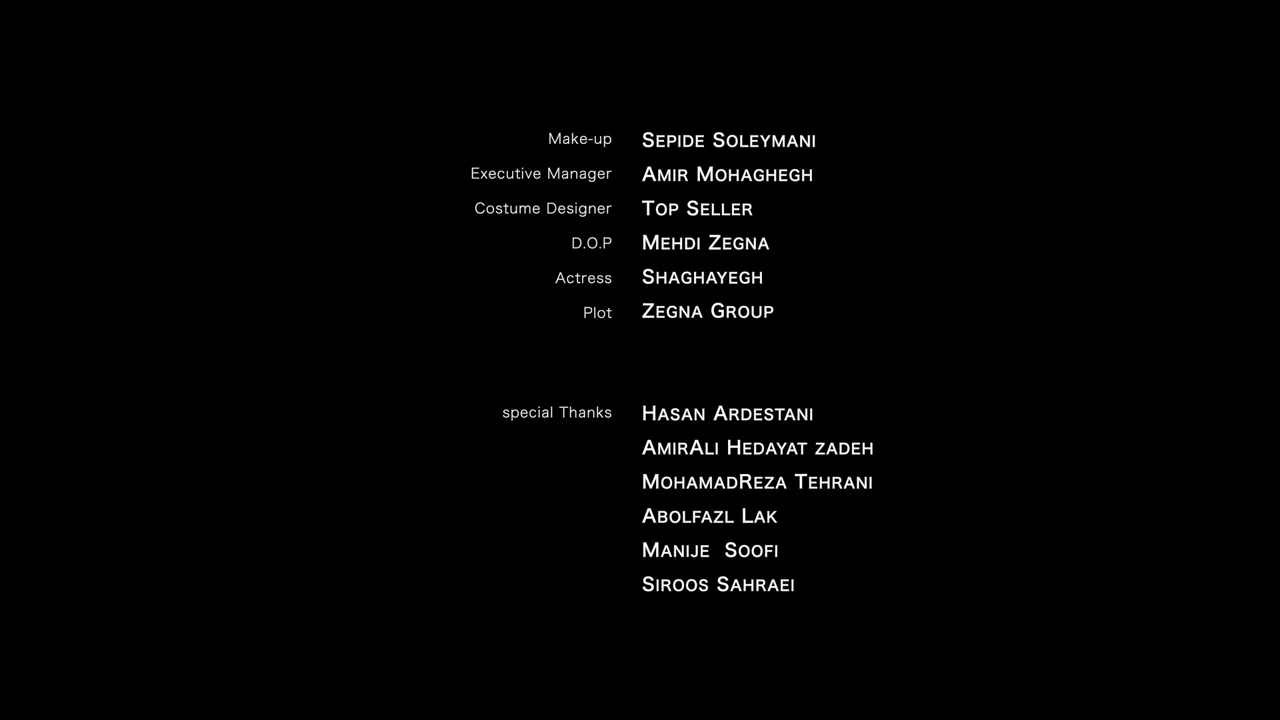 Make-up Sepide Soleymani
Executive Manager Amir Mohaghegh
Costume Designer Top Seller
D.O.P Mehdi Zegna
Actress Shaghayegh
Plot Zegna Group
special Thanks Hasan Ardestani
AmirAli Hedayat zadeh
MohamadReza Tehrani
Abolfazl Lak
Manije Soofi
Siroos Sahraei